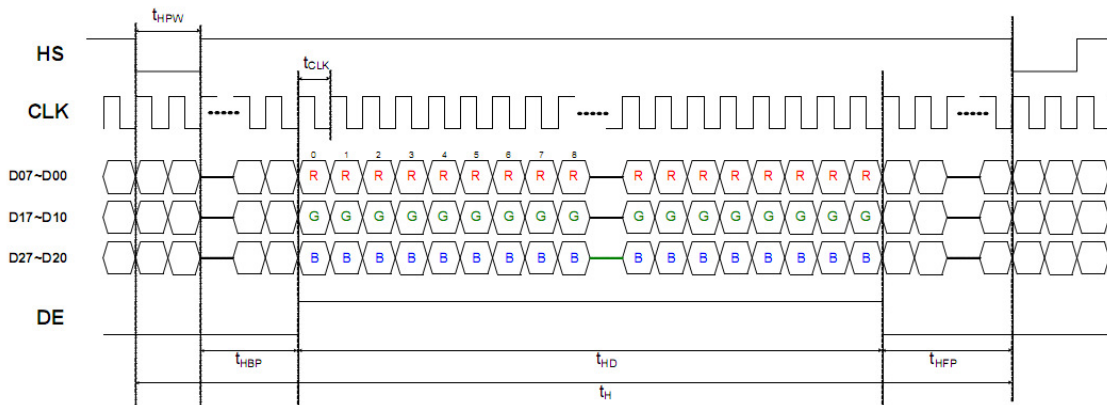 tHPW
HS
tCLK
CLK
0 1 2 3 4 5 6 7 8
D07~D00 R R R R R R R R R R R R R R R R R
D17~D10 G G G G G G G G G G G G G G G G G
D27~D20 B B B B B B B B B B B B B B B B B
DE
tHBP tHD tHFP
tH